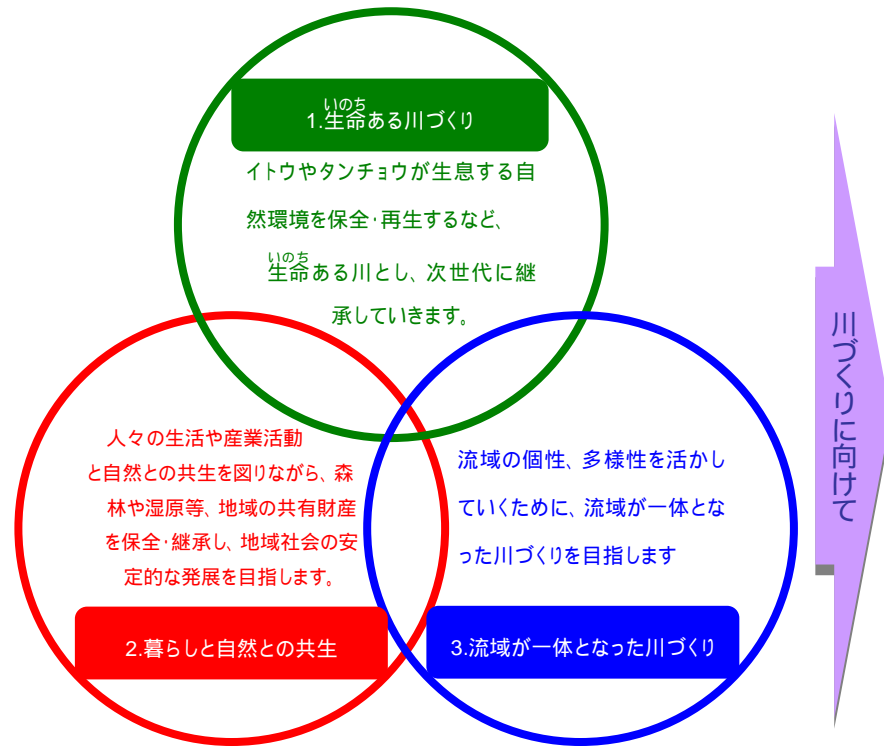 いのち
1.生命ある川づくり
イトウやタンチョウが生息する自
然環境を保全･再生するなど、
いのち
生命ある川とし、次世代に継
承していきます。
人々の生活や産業活動
と自然との共生を図りながら、森
林や湿原等、地域の共有財産
を保全･継承し、地域社会の安
定的な発展を目指します。
2.暮らしと自然との共生
流域の個性、多様性を活かし
ていくために、流域が一体とな
った川づくりを目指します
3.流域が一体となった川づくり
川づくりに向けて